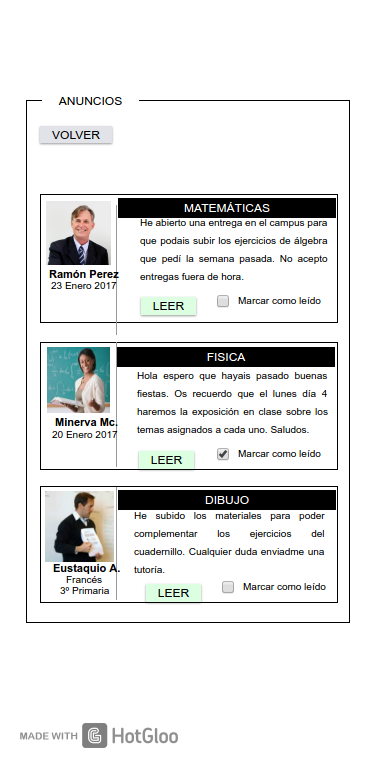 ANUNCIOS
VOLVER
MATEMÁTICAS
He abierto una entrega en el campus para
que podais subir los ejercicios de álgebra
que pedí la semana pasada. No acepto
entregas fuera de hora.
Ramón Perez
23 Enero 2017
LEER
Marcar como leído
FISICA
Hola espero que hayais pasado buenas
fiestas. Os recuerdo que el lunes día 4
haremos la exposición en clase sobre los
temas asignados a cada uno. Saludos.
Minerva Mc.
20 Enero 2017
LEER
Marcar como leído
DIBUJO
He subido los materiales para poder
complementar los ejercicios del
cuadernillo. Cualquier duda enviadme una
tutoría.
Eustaquio A.
Francés
3º Primaria
LEER
Marcar como leído
MADE WITH HotGloo